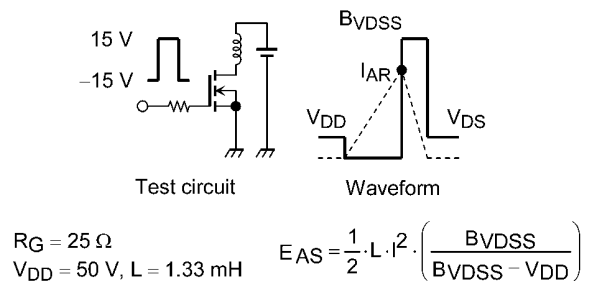 15 V
−15 V
Test circuit
BVDSS
IAR
VDD
VDS
Waveform
RG = 25 Ω
VDD = 50 V, L = 1.33 mH
EAS = 1/2 · L · I² · (BVDSS / (BVDSS − VDD))